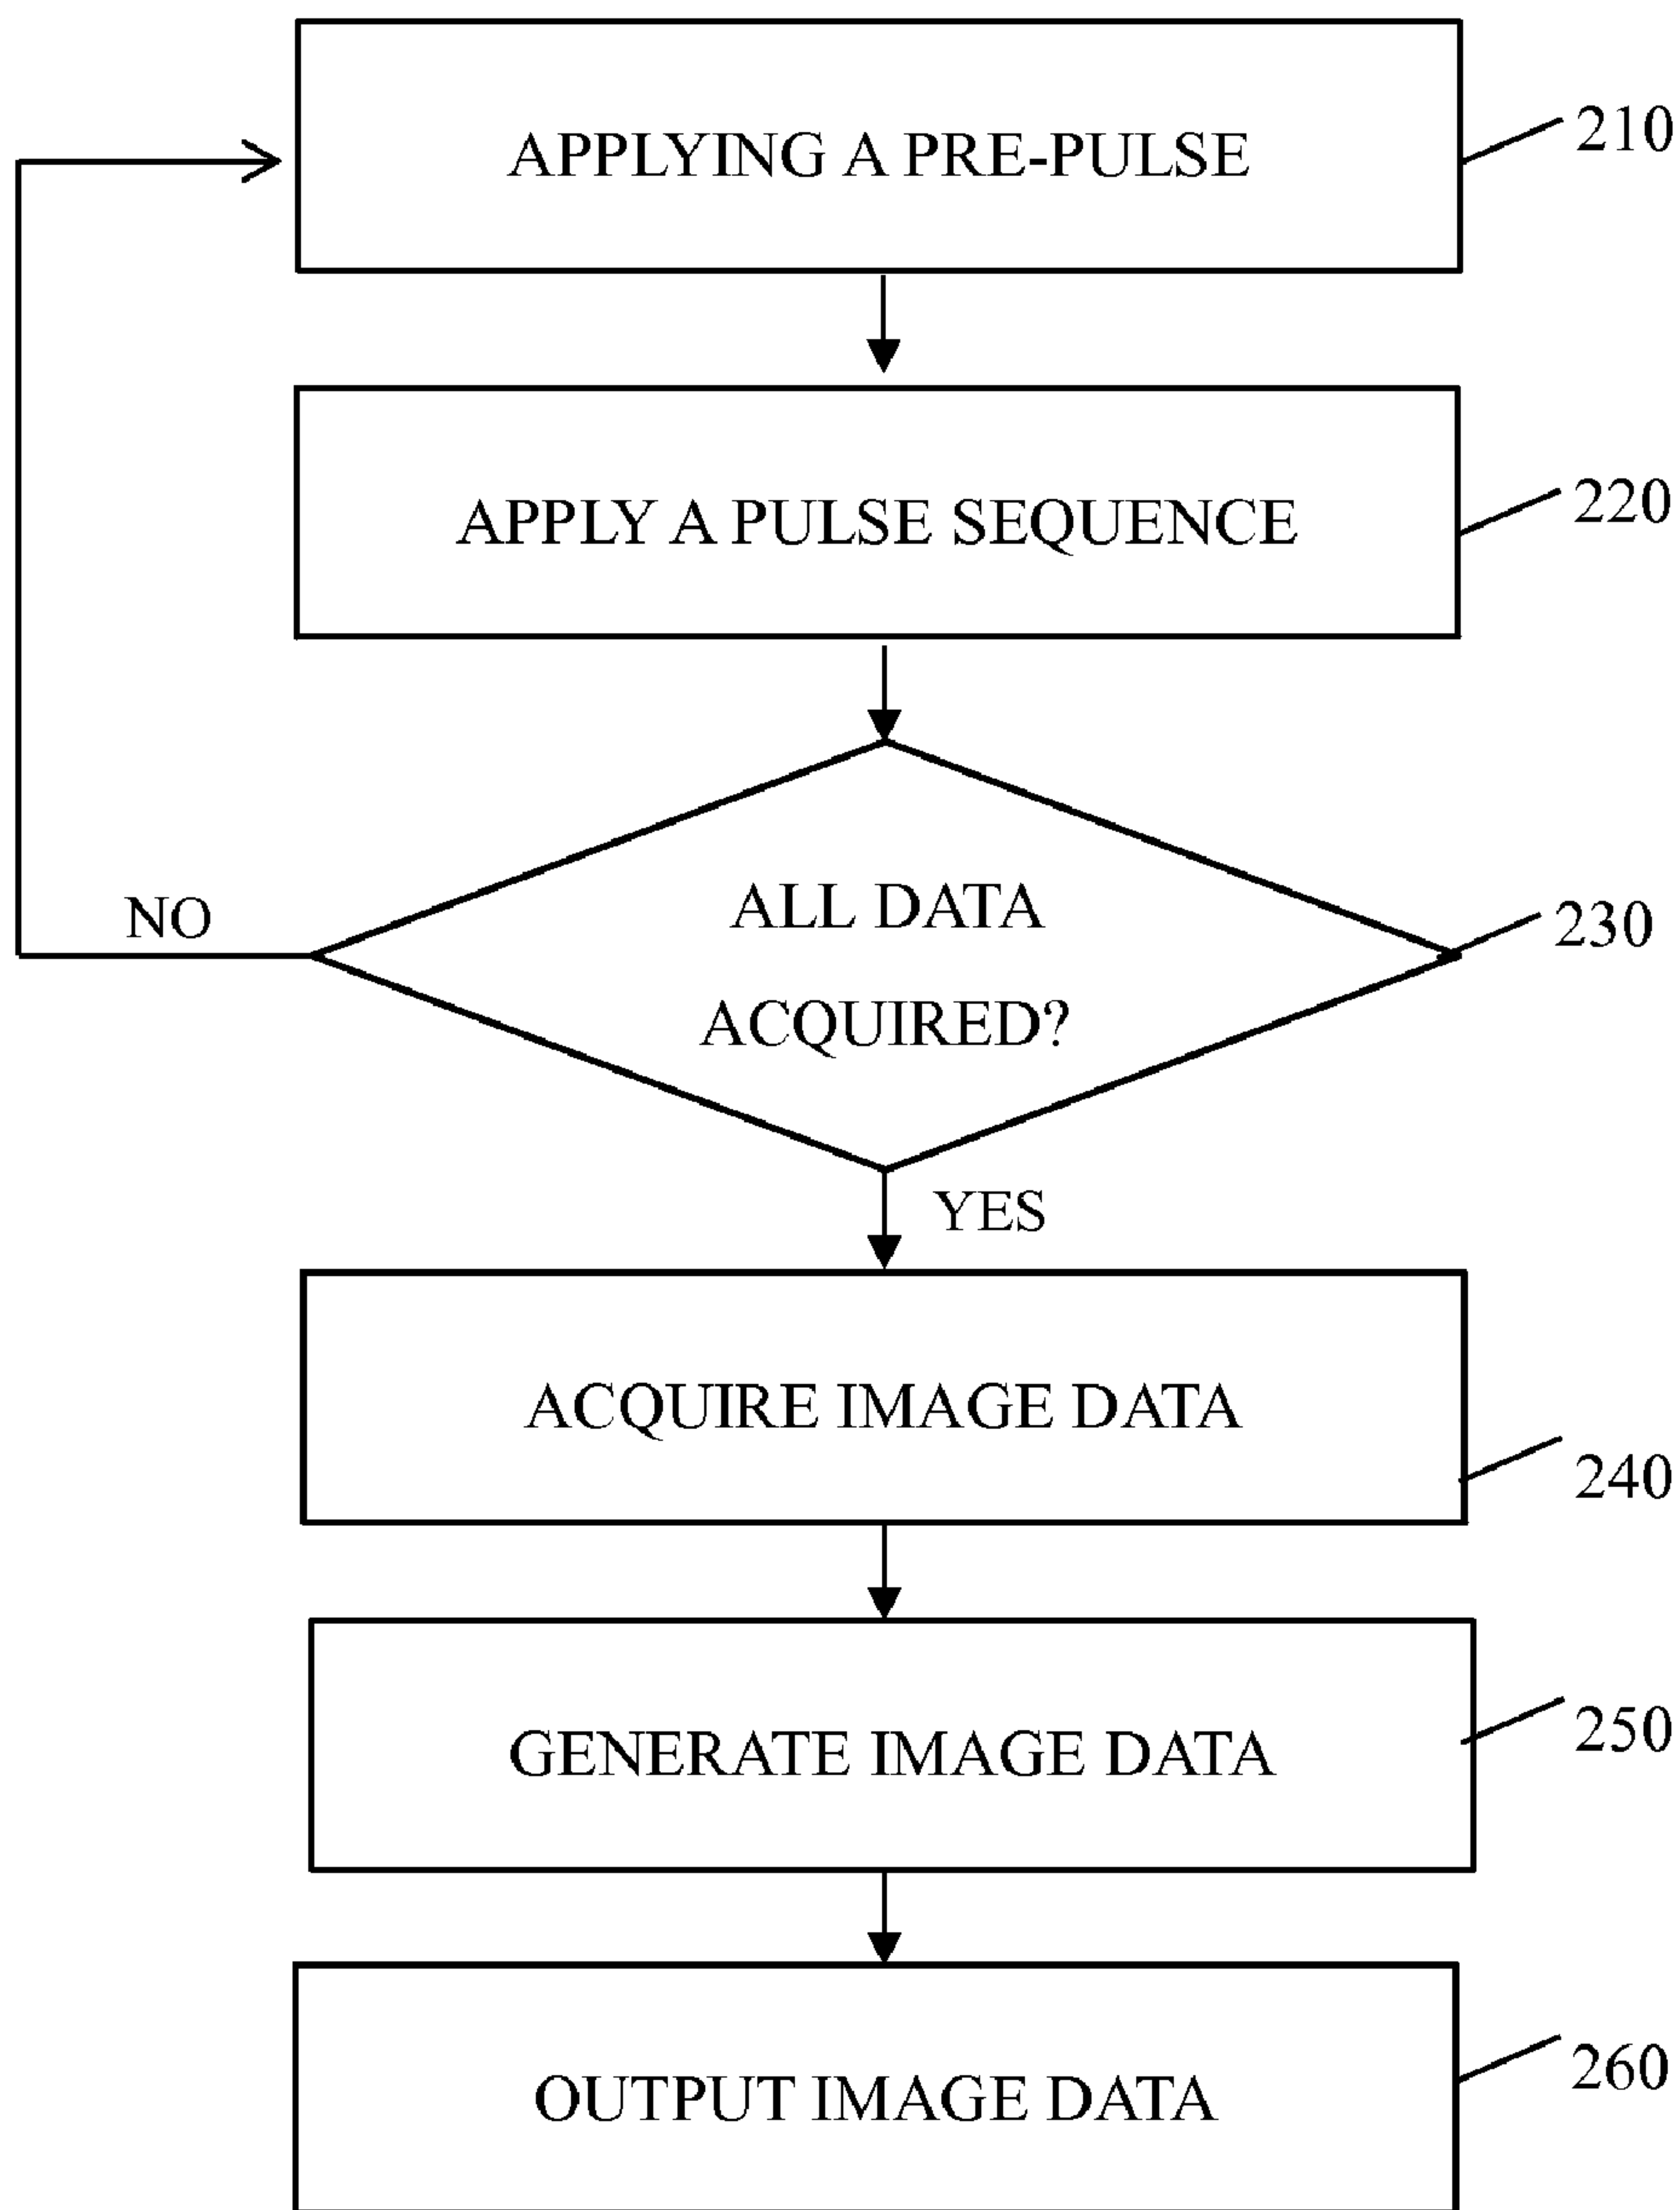 APPLYING A PRE-PULSE
210
APPLY A PULSE SEQUENCE
220
ALL DATA
ACQUIRED?
230
NO
YES
ACQUIRE IMAGE DATA
240
GENERATE IMAGE DATA
250
OUTPUT IMAGE DATA
260